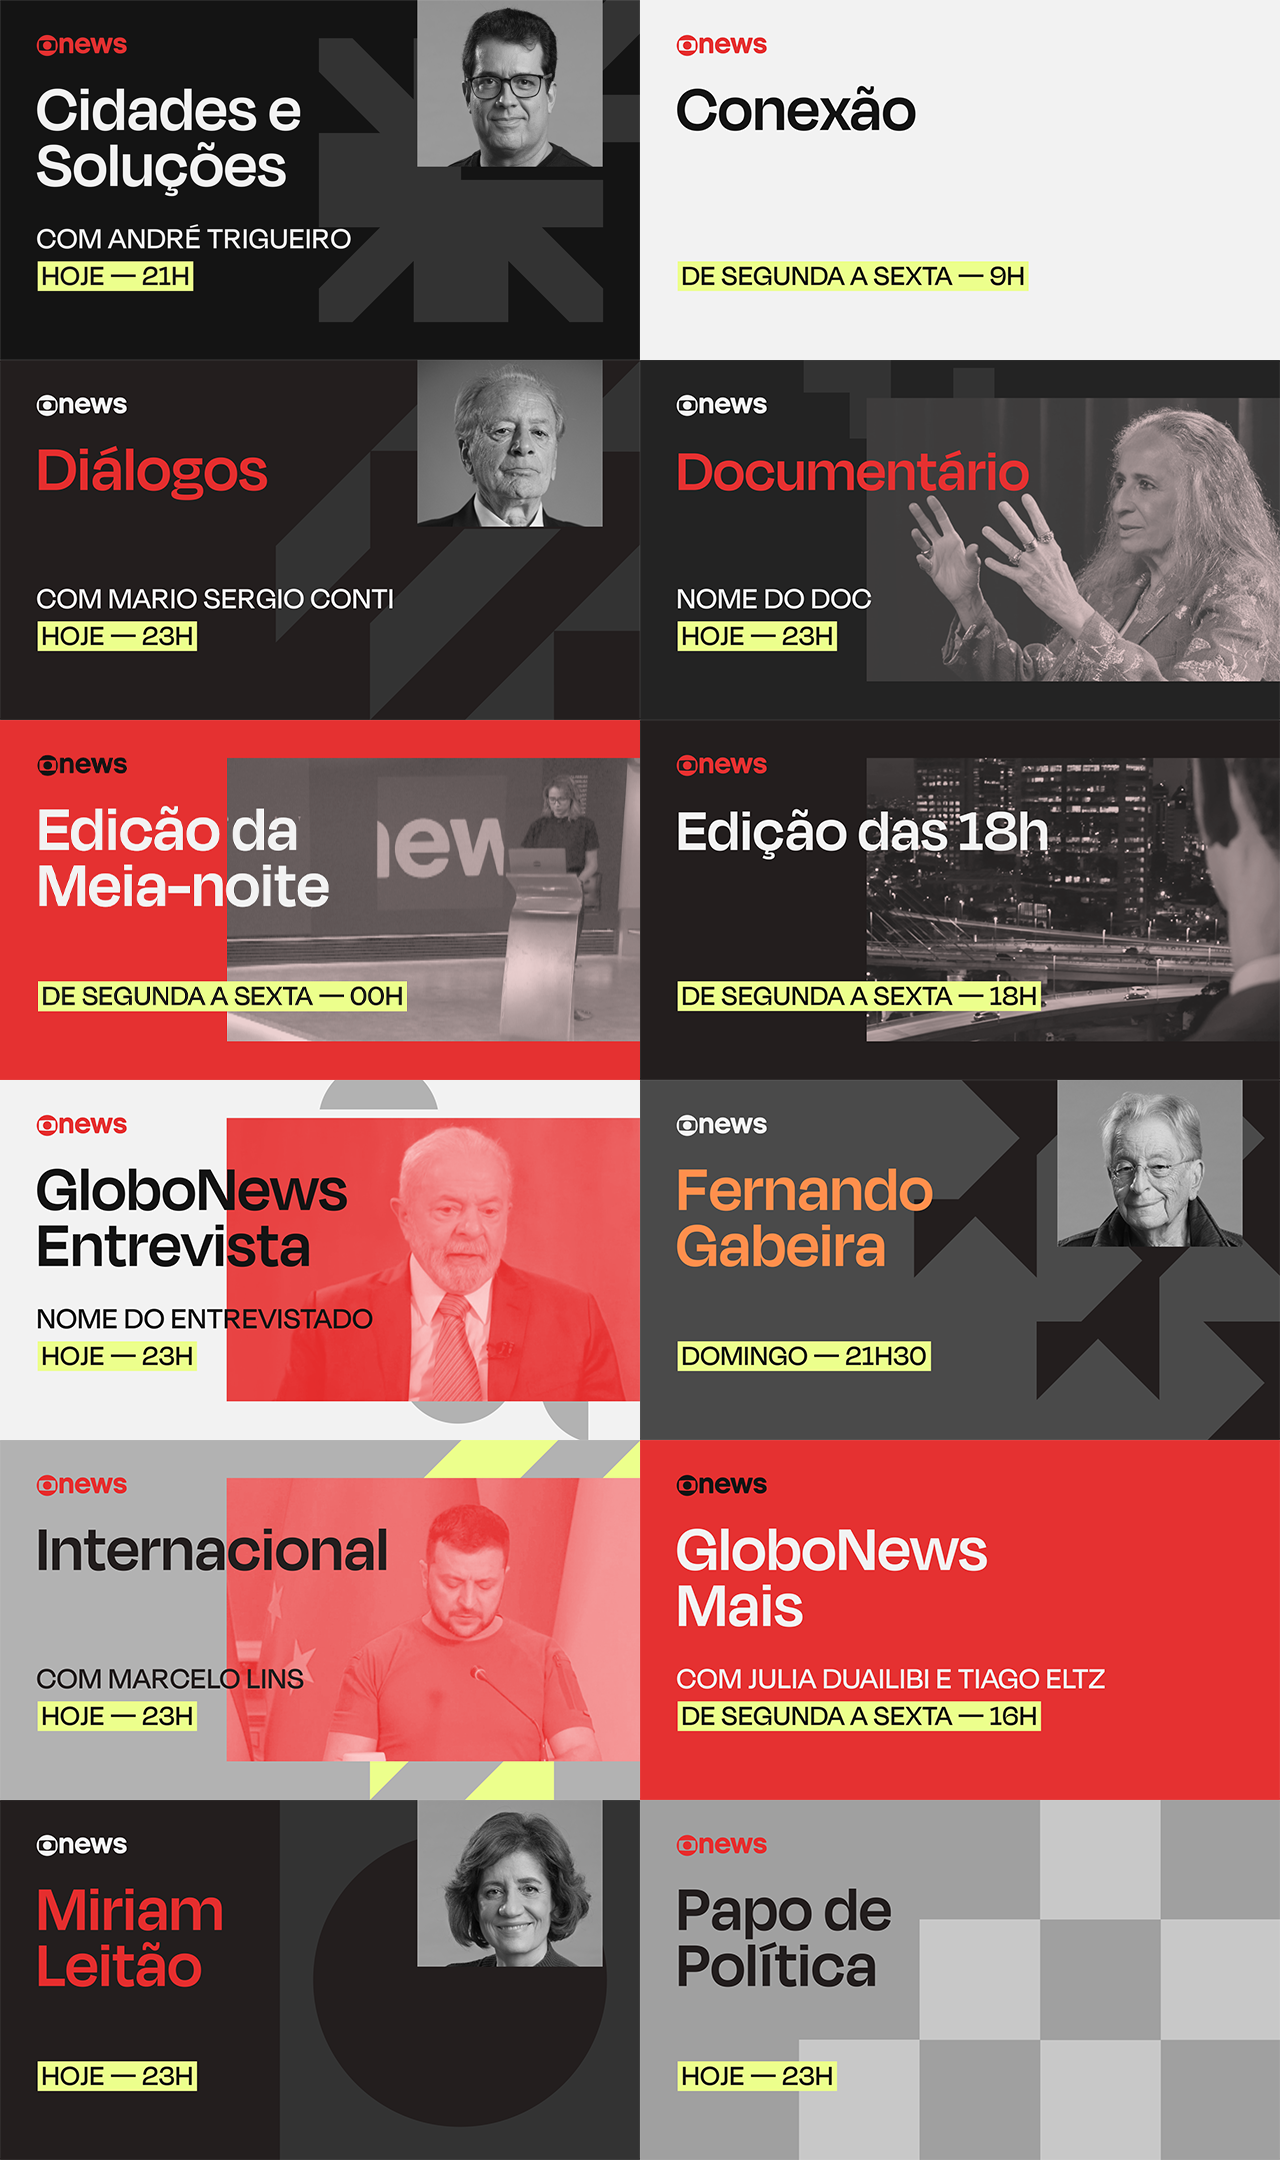 news
Cidades e
Soluções
COM ANDRÉ TRIGUEIRO
HOJE — 21H
news
Conexão
DE SEGUNDA A SEXTA — 9H
news
Diálogos
COM MARIO SERGIO CONTI
HOJE — 23H
news
Documentário
NOME DO DOC
HOJE — 23H
news
Edicão da
Meia-noite
new
DE SEGUNDA A SEXTA — 00H
news
Edição das 18h
DE SEGUNDA A SEXTA — 18H
news
GloboNews
Entrevista
NOME DO ENTREVISTADO
HOJE — 23H
news
Fernando
Gabeira
DOMINGO — 21H30
news
Internacional
COM MARCELO LINS
HOJE — 23H
news
GloboNews
Mais
COM JULIA DUAILIBI E TIAGO ELTZ
DE SEGUNDA A SEXTA — 16H
news
Miriam
Leitão
HOJE — 23H
news
Papo de
Política
HOJE — 23H